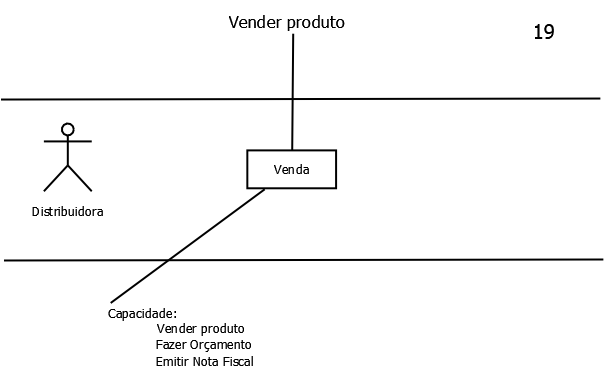 Vender produto
19
Venda
Distribuidora
Capacidade:
Vender produto
Fazer Orçamento
Emitir Nota Fiscal